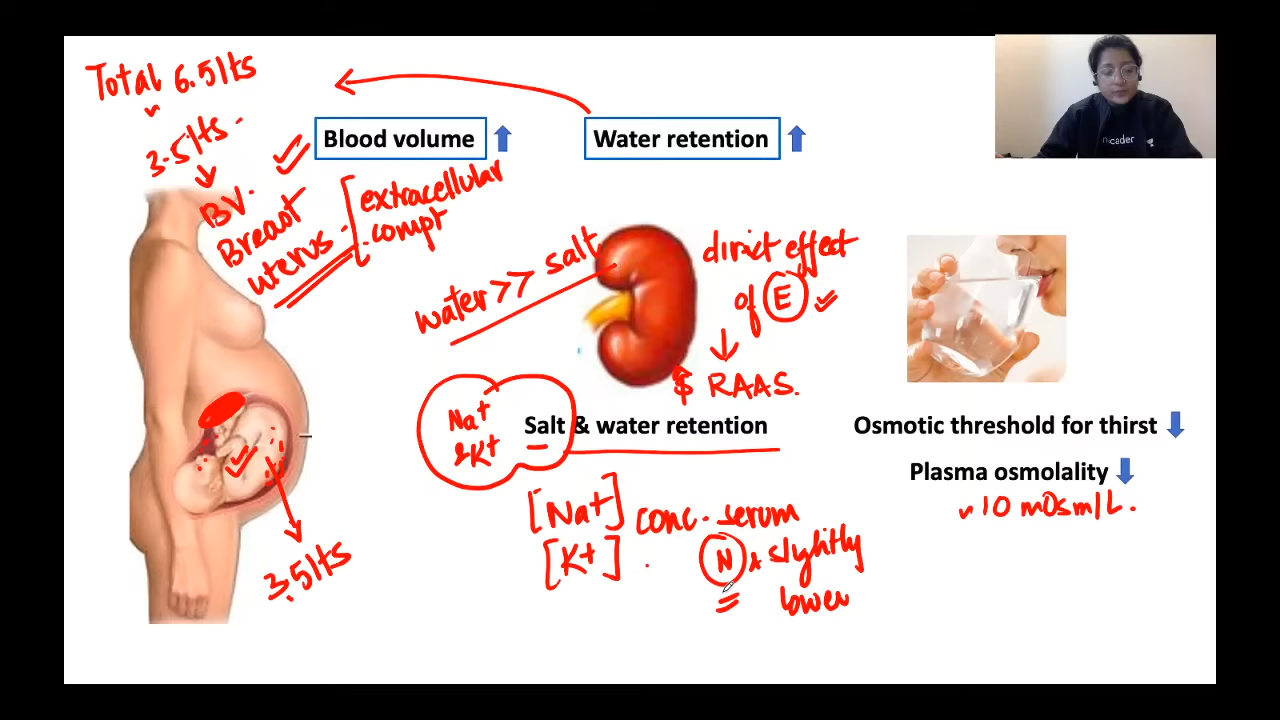 Total 6.5lts
3.5lts
BV.
Breast
uterus
extracellular
compt
Blood volume
Water retention
water >> salt
direct effect
of E
RAAS.
Na+
&K+
Salt & water retention
[Na+] conc. serum
[K+]
N & slightly
lower
3.5lts
Osmotic threshold for thirst
Plasma osmolality
~10 mOsm/L.